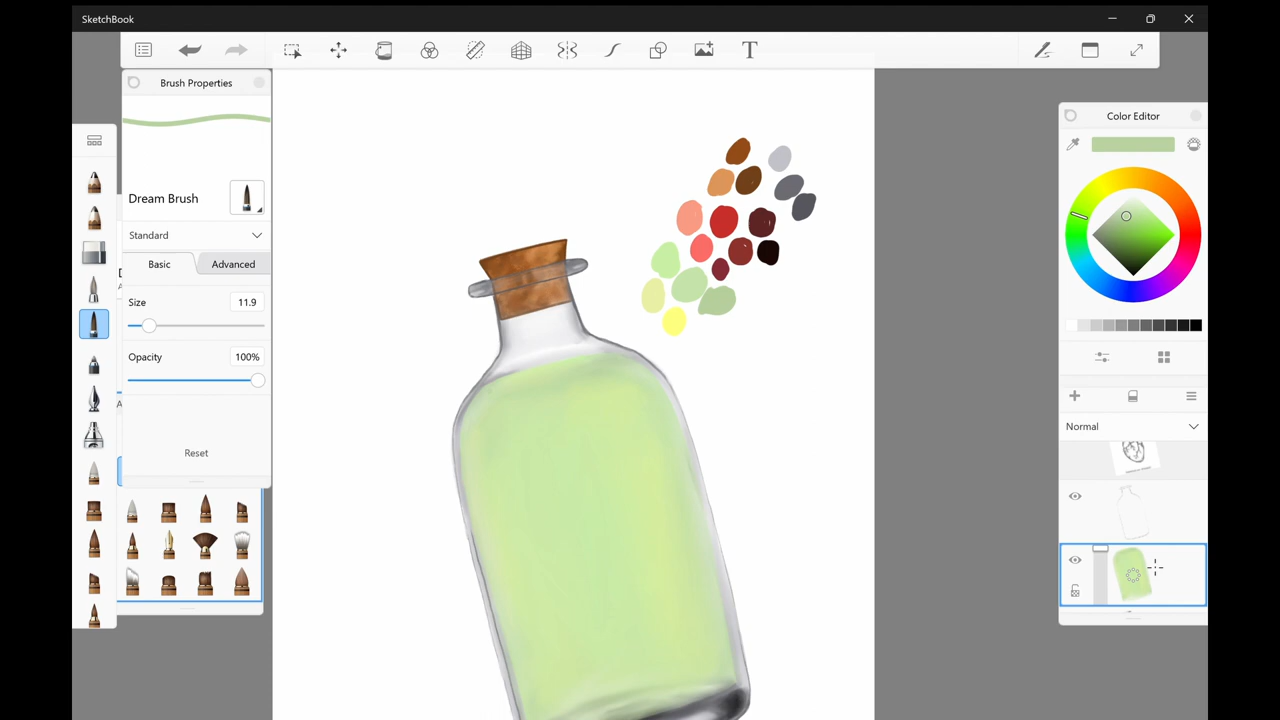 SketchBook
T
Brush Properties
Dream Brush
Standard
Basic
Advanced
Size
11.9
Opacity
100%
Reset
Color Editor
Normal